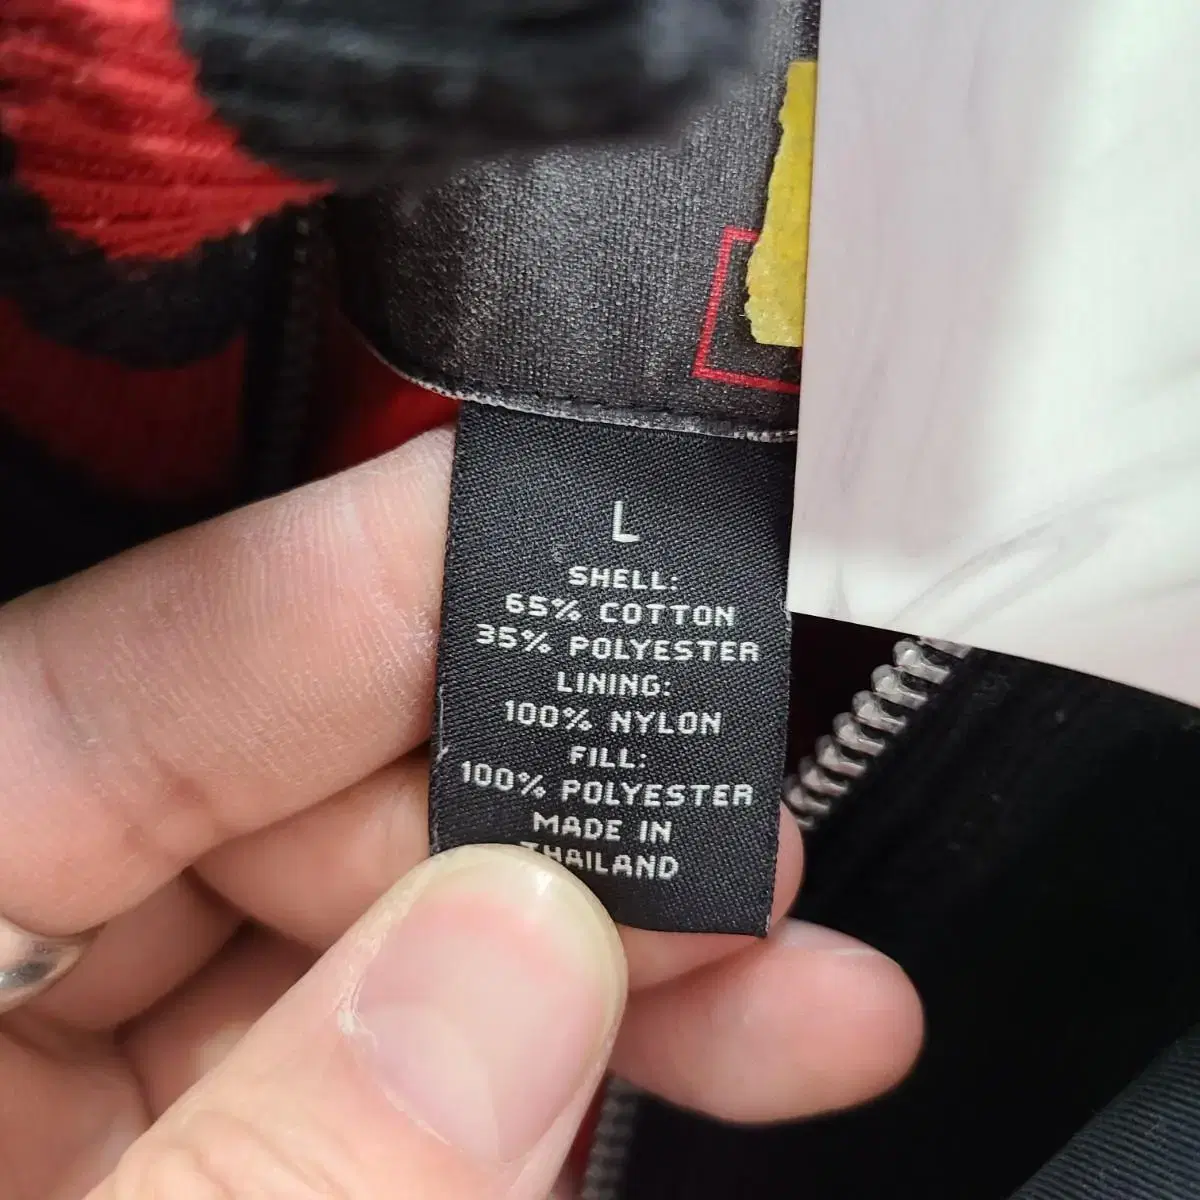 L
SHELL:
65% COTTON
35% POLYESTER
LINING:
100% NYLON
FILL:
100% POLYESTER
MADE IN
THAILAND